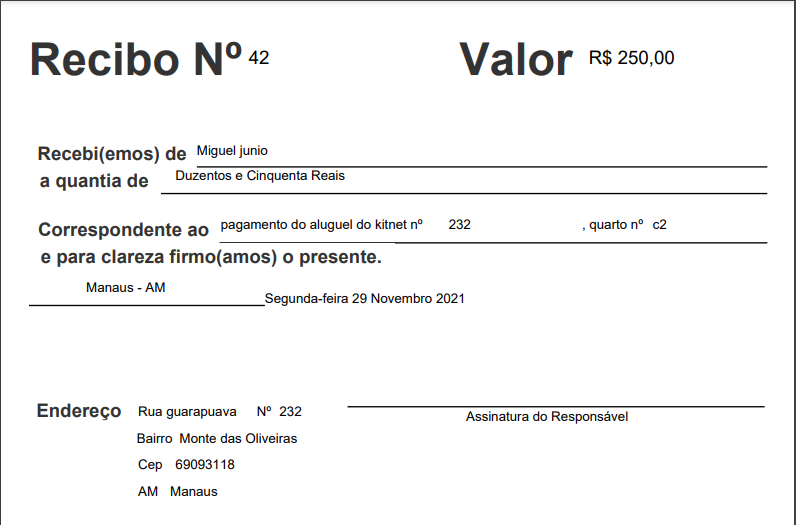 Recibo Nº 42 Valor R$ 250,00
Recebi(emos) de Miguel junio
a quantia de Duzentos e Cinquenta Reais
Correspondente ao pagamento do aluguel do kitnet nº 232 , quarto nº c2
e para clareza firmo(amos) o presente.
Manaus - AM Segunda-feira 29 Novembro 2021
Endereço Rua guarapuava Nº 232
Assinatura do Responsável
Bairro Monte das Oliveiras
Cep 69093118
AM Manaus